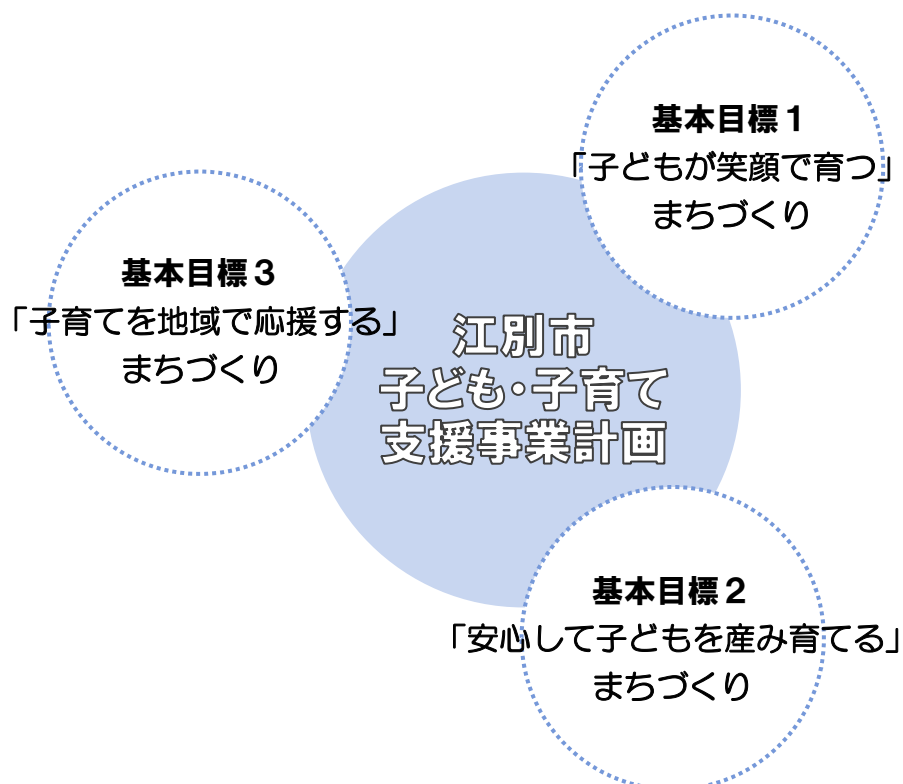 基本目標１
「子どもが笑顔で育つ」
まちづくり
基本目標３
「子育てを地域で応援する」
まちづくり
江別市
子ども・子育て
支援事業計画
基本目標２
「安心して子どもを産み育てる」
まちづくり